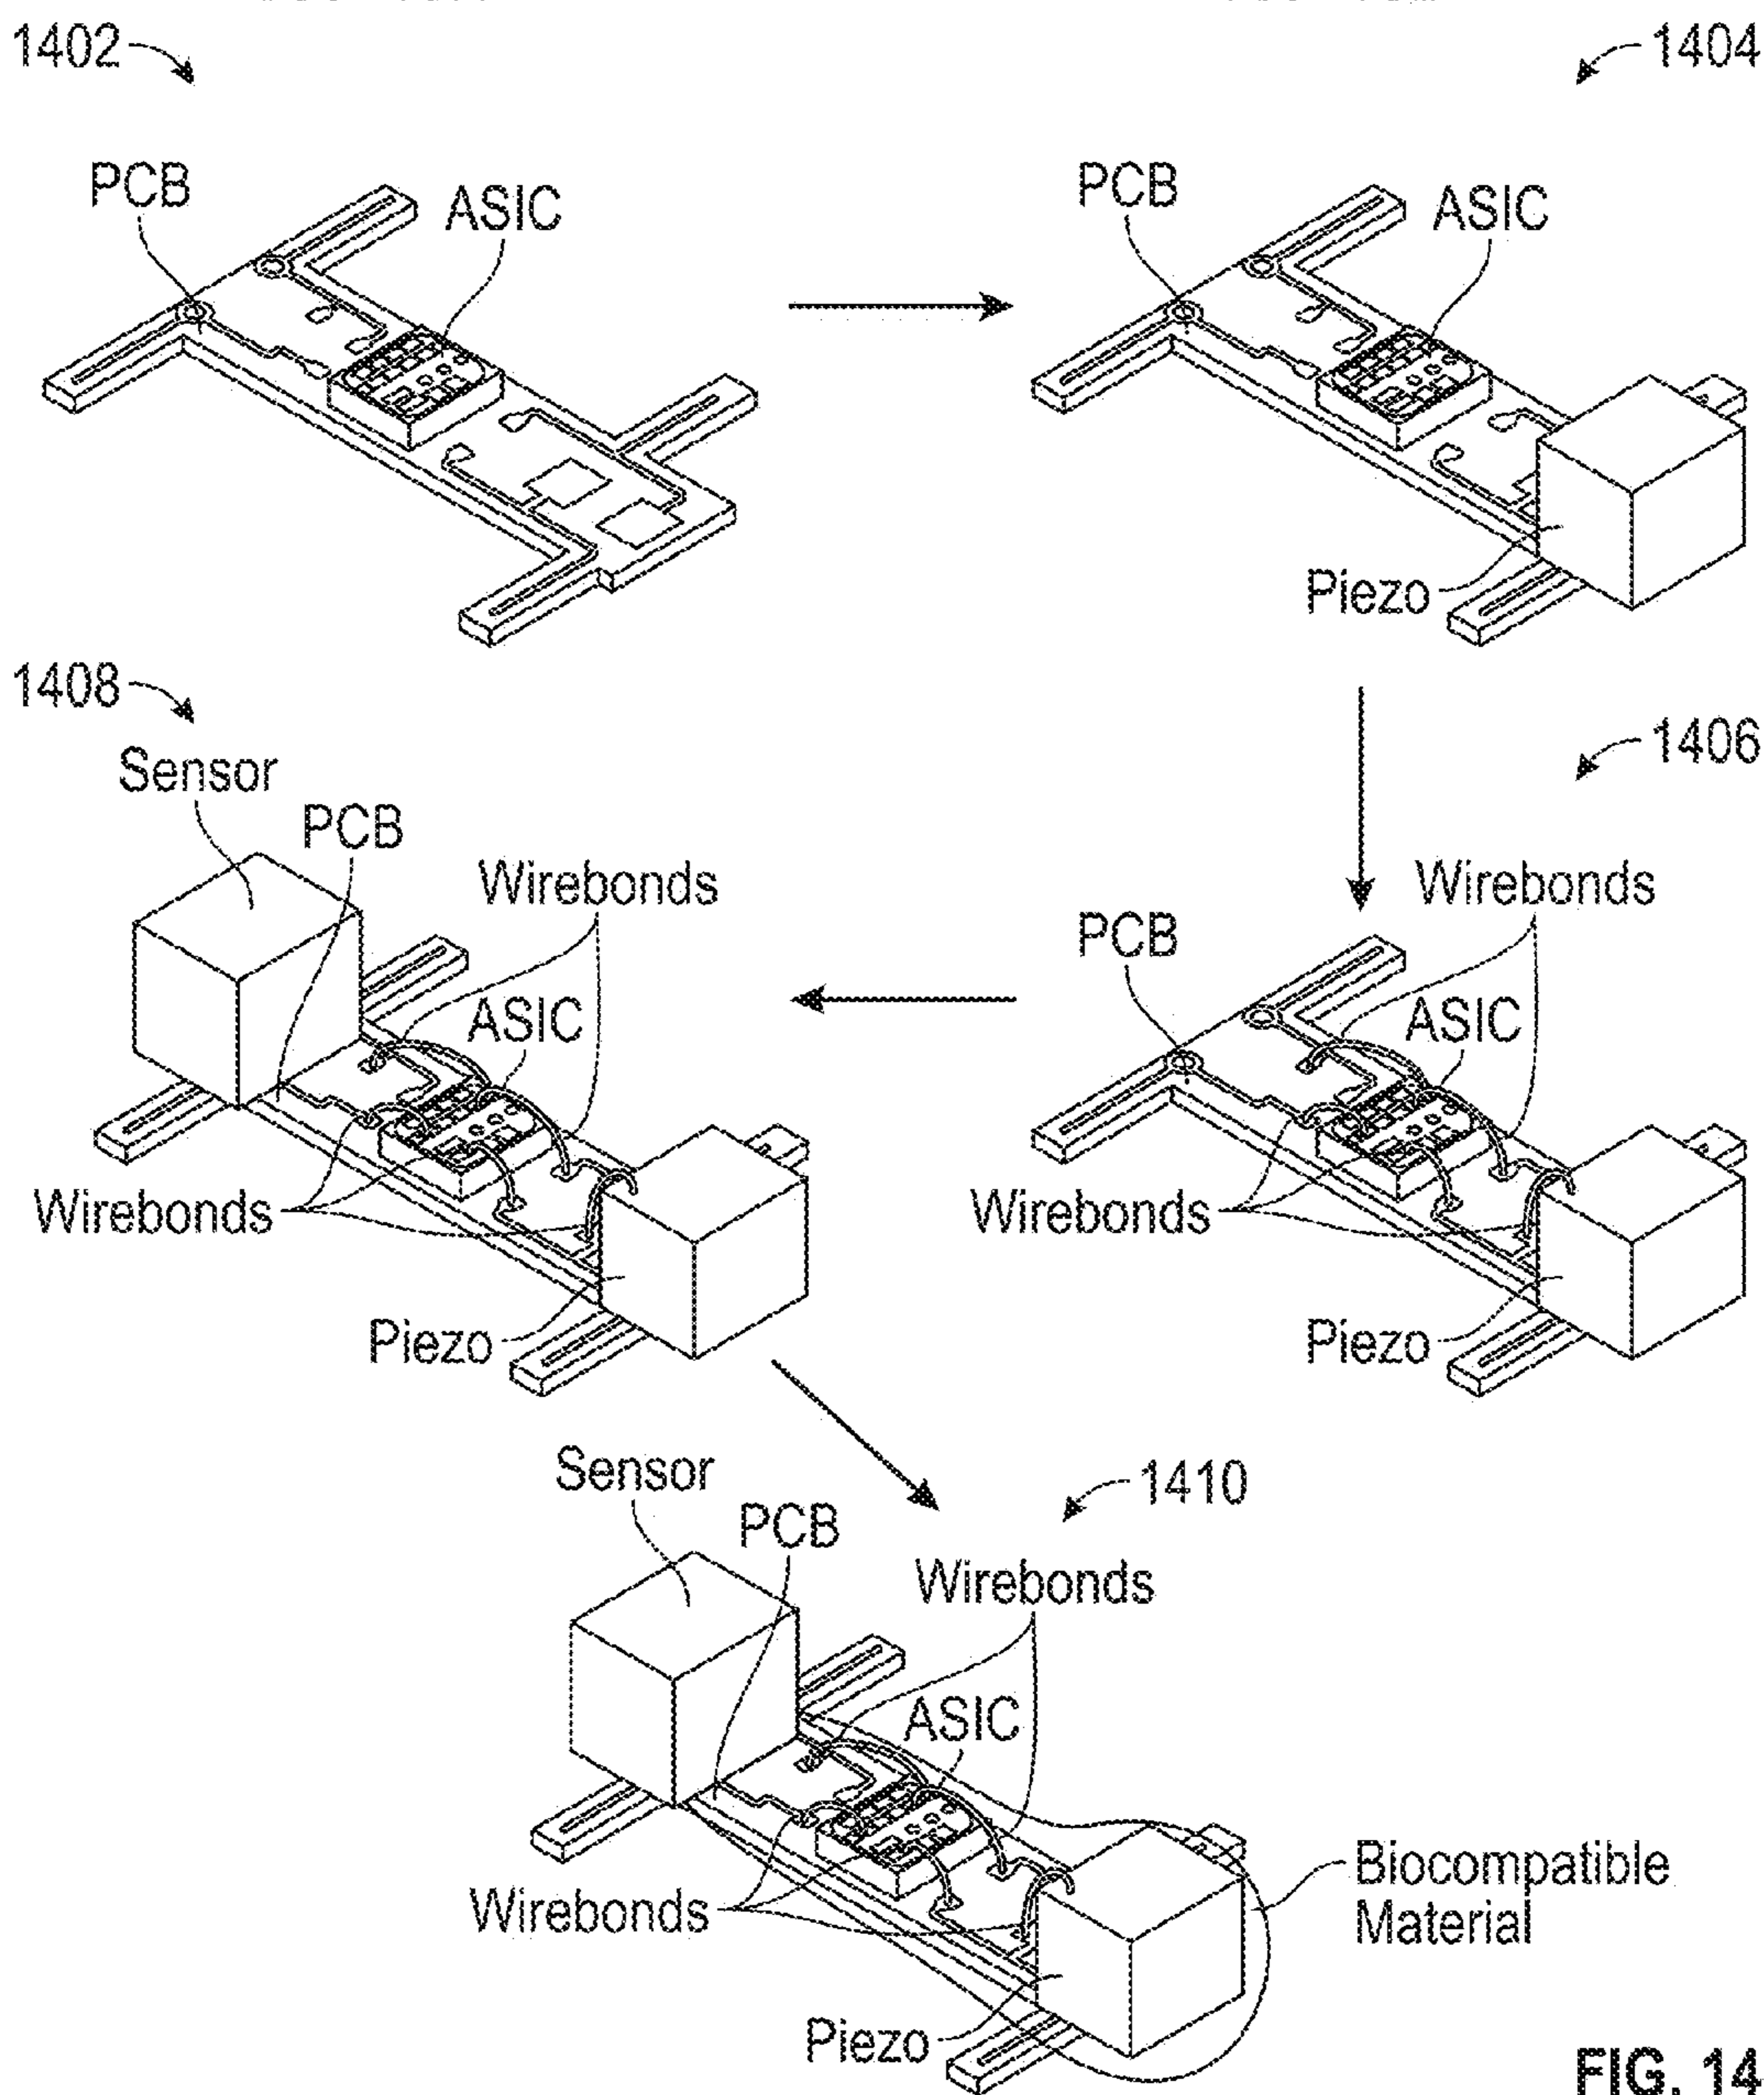 1402
1404
PCB
ASIC
PCB
ASIC
Piezo
1408
1406
Sensor
PCB
Wirebonds
Wirebonds
PCB
ASIC
ASIC
Wirebonds
Wirebonds
Piezo
Piezo
Sensor
1410
PCB
Wirebonds
ASIC
Biocompatible
Material
Wirebonds
Piezo
FIG. 14